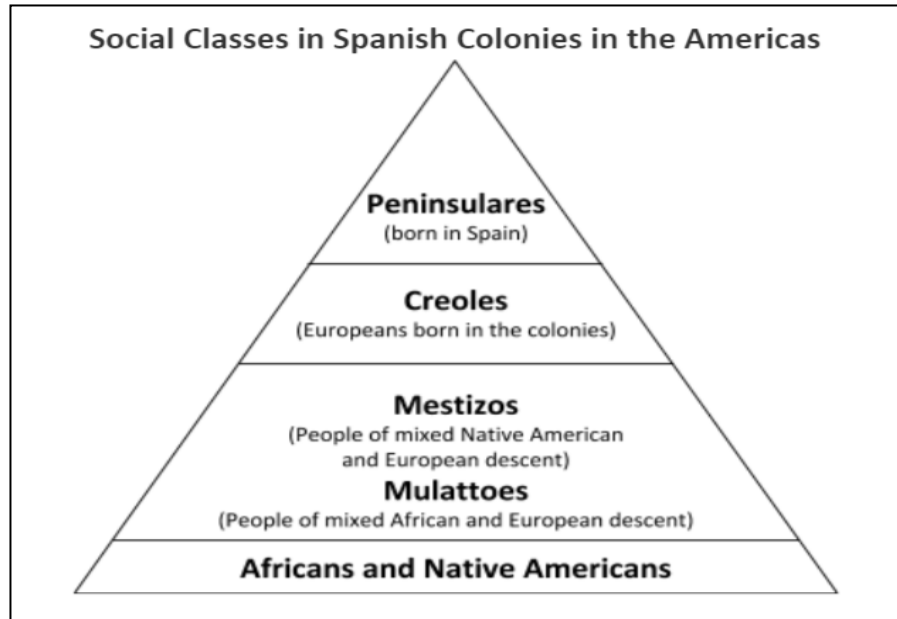 Social Classes in Spanish Colonies in the Americas
Peninsulares
(born in Spain)
Creoles
(Europeans born in the colonies)
Mestizos
(People of mixed Native American
and European descent)
Mulattoes
(People of mixed African and European descent)
Africans and Native Americans